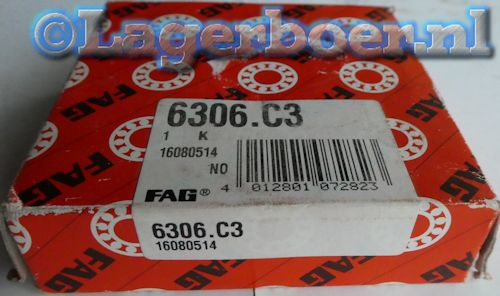 ©Lagerboer.nl
FAG
FAG
6306.C3
1 K
16080514
NO
FAG®
4 012801 072823
6306.C3
16080514
FAG
FAG